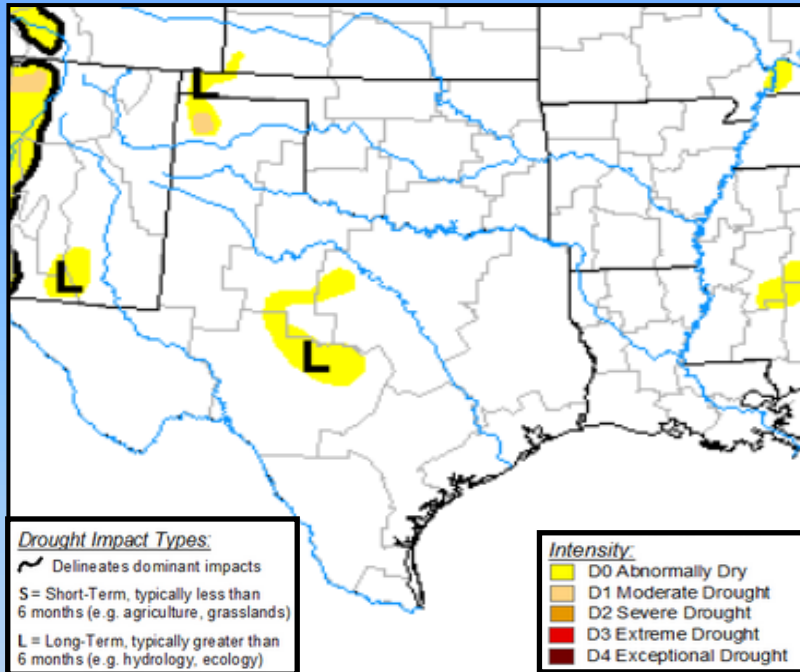 L
L
L
Drought Impact Types:
Delineates dominant impacts
S = Short-Term, typically less than
6 months (e.g. agriculture, grasslands)
L = Long-Term, typically greater than
6 months (e.g. hydrology, ecology)
Intensity:
D0 Abnormally Dry
D1 Moderate Drought
D2 Severe Drought
D3 Extreme Drought
D4 Exceptional Drought